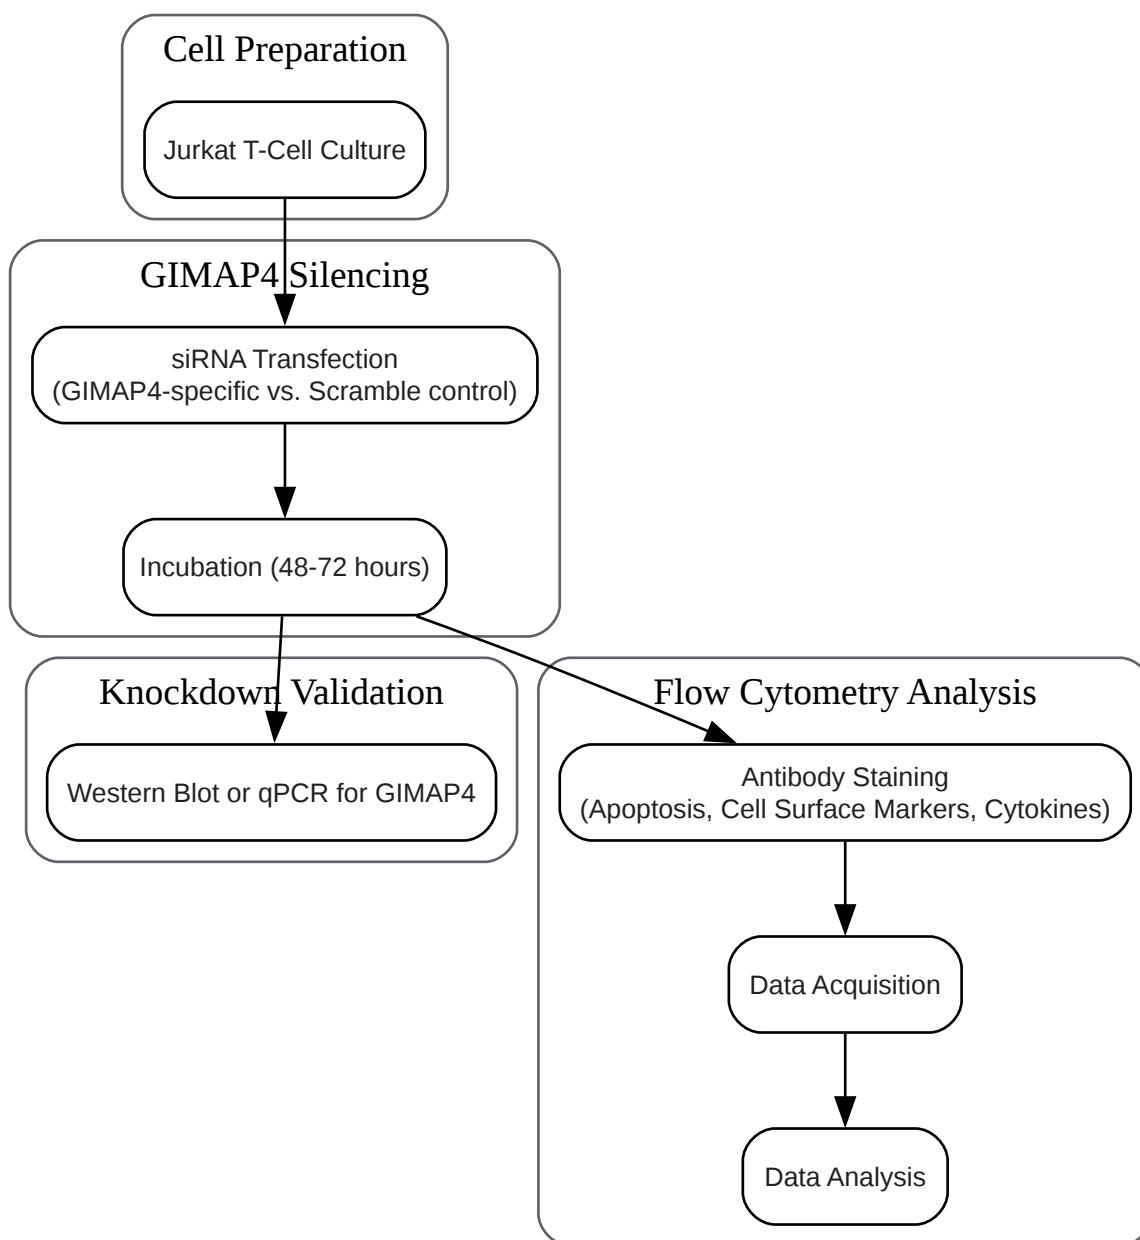 Cell Preparation
Jurkat T-Cell Culture
GIMAP4 Silencing
siRNA Transfection
(GIMAP4-specific vs. Scramble control)
Incubation (48-72 hours)
Knockdown Validation
Western Blot or qPCR for GIMAP4
Flow Cytometry Analysis
Antibody Staining
(Apoptosis, Cell Surface Markers, Cytokines)
Data Acquisition
Data Analysis